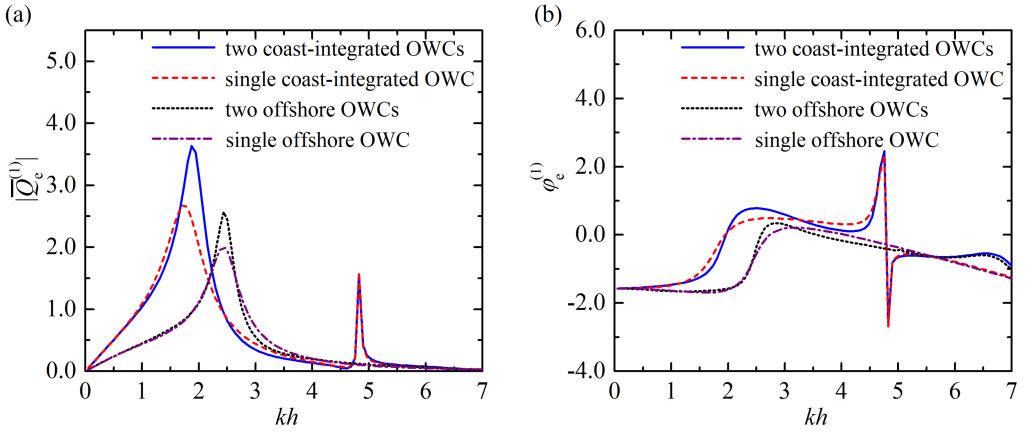 (a)
5.0
4.0
3.0
2.0
1.0
0.0
|Q̅e(1)|
two coast-integrated OWCs
single coast-integrated OWC
two offshore OWCs
single offshore OWC
0 1 2 3 4 5 6 7
kh
(b)
6.0
4.0
2.0
0.0
-2.0
-4.0
φe(1)
two coast-integrated OWCs
single coast-integrated OWC
two offshore OWCs
single offshore OWC
0 1 2 3 4 5 6 7
kh